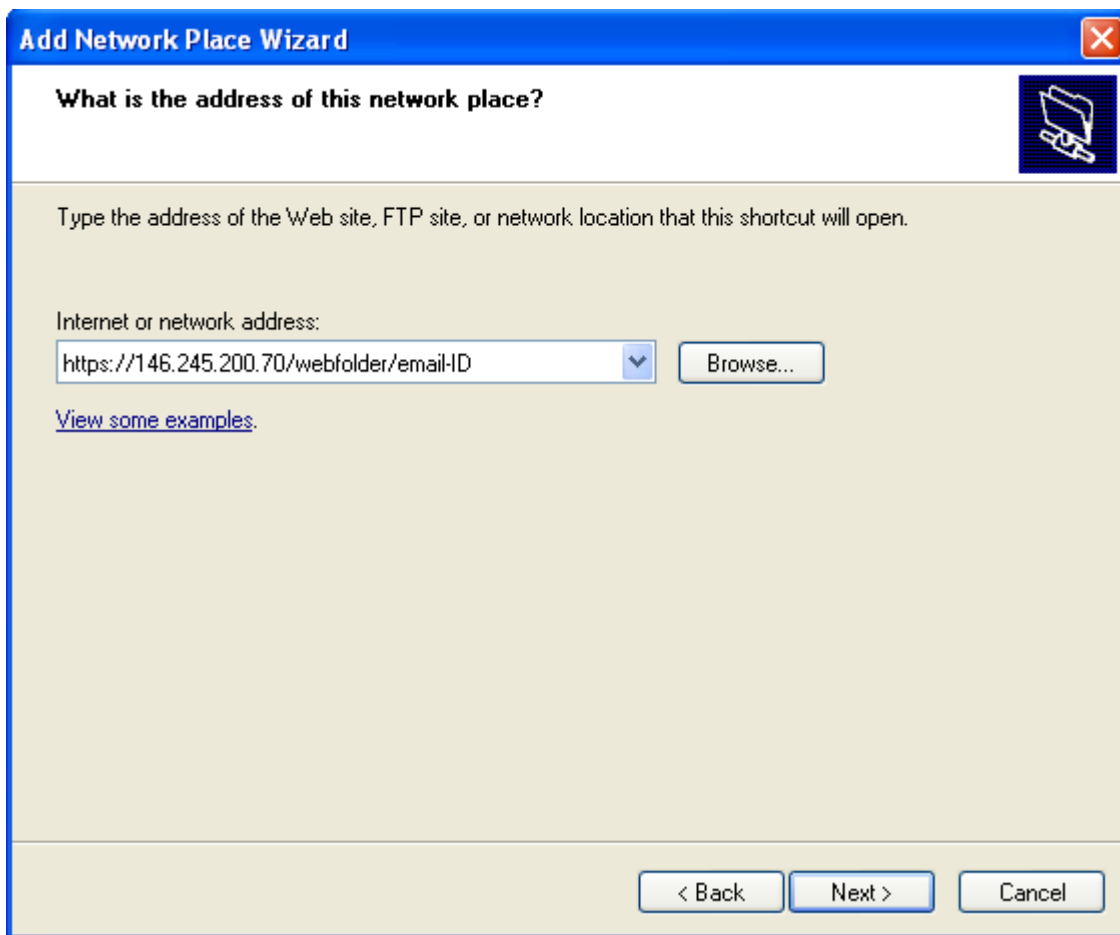 Add Network Place Wizard
What is the address of this network place?
Type the address of the Web site, FTP site, or network location that this shortcut will open.
Internet or network address:
https://146.245.200.70/webfolder/email-ID
Browse...
View some examples.
< Back
Next >
Cancel